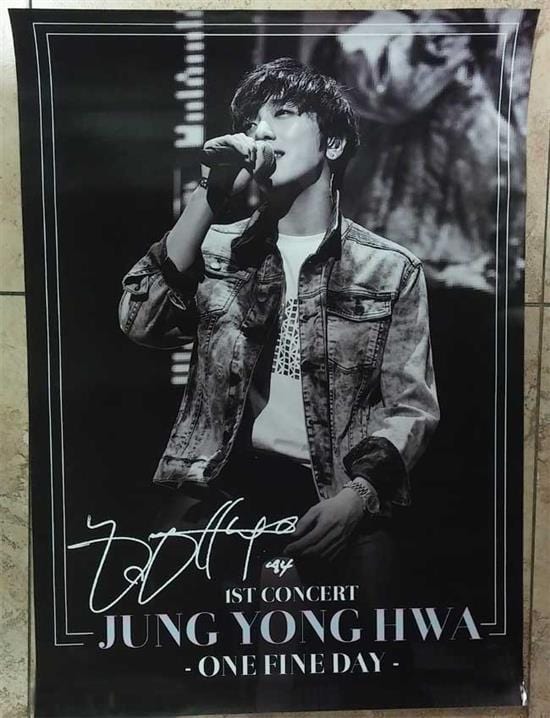 1ST CONCERT
JUNG YONG HWA
- ONE FINE DAY -